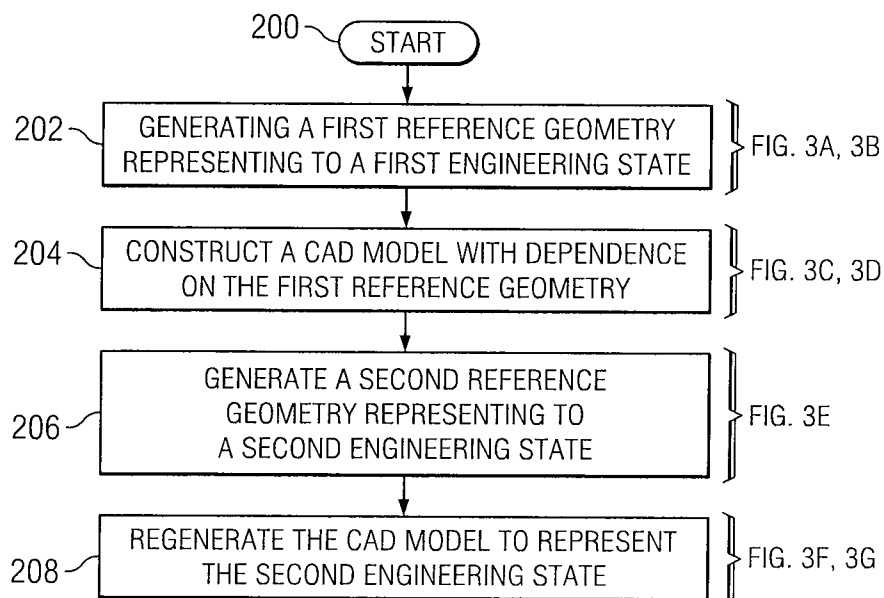 200
START
202
GENERATING A FIRST REFERENCE GEOMETRY
REPRESENTING TO A FIRST ENGINEERING STATE
FIG. 3A, 3B
204
CONSTRUCT A CAD MODEL WITH DEPENDENCE
ON THE FIRST REFERENCE GEOMETRY
FIG. 3C, 3D
206
GENERATE A SECOND REFERENCE
GEOMETRY REPRESENTING TO
A SECOND ENGINEERING STATE
FIG. 3E
208
REGENERATE THE CAD MODEL TO REPRESENT
THE SECOND ENGINEERING STATE
FIG. 3F, 3G